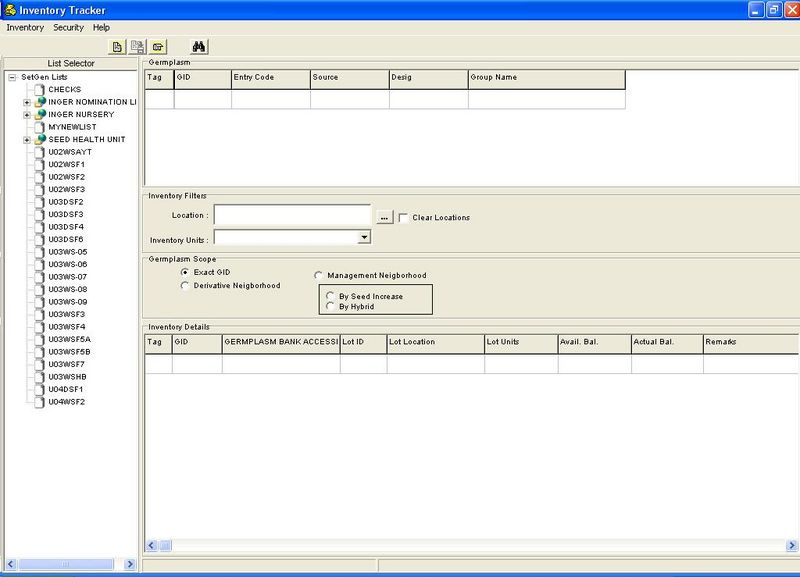 Inventory Tracker
Inventory Security Help
List Selector
SetGen Lists
CHECKS
INGER NOMINATION LI
INGER NURSERY
MYNEWLIST
SEED HEALTH UNIT
U02WSAYT
U02WSF1
U02WSF2
U02WSF3
U03DSF2
U03DSF3
U03DSF4
U03DSF6
U03WS-05
U03WS-06
U03WS-07
U03WS-08
U03WS-09
U03WSF3
U03WSF4
U03WSF5A
U03WSF5B
U03WSF7
U03WSHB
U04DSF1
U04WSF2
Germplasm
Tag GID Entry Code Source Desig Group Name
Inventory Filters
Location : ... Clear Locations
Inventory Units :
Germplasm Scope
Exact GID Management Neigborhood
Derivative Neigborhood
By Seed Increase
By Hybrid
Inventory Details
Tag GID GERMPLASM BANK ACCESSI Lot ID Lot Location Lot Units Avail. Bal. Actual Bal. Remarks